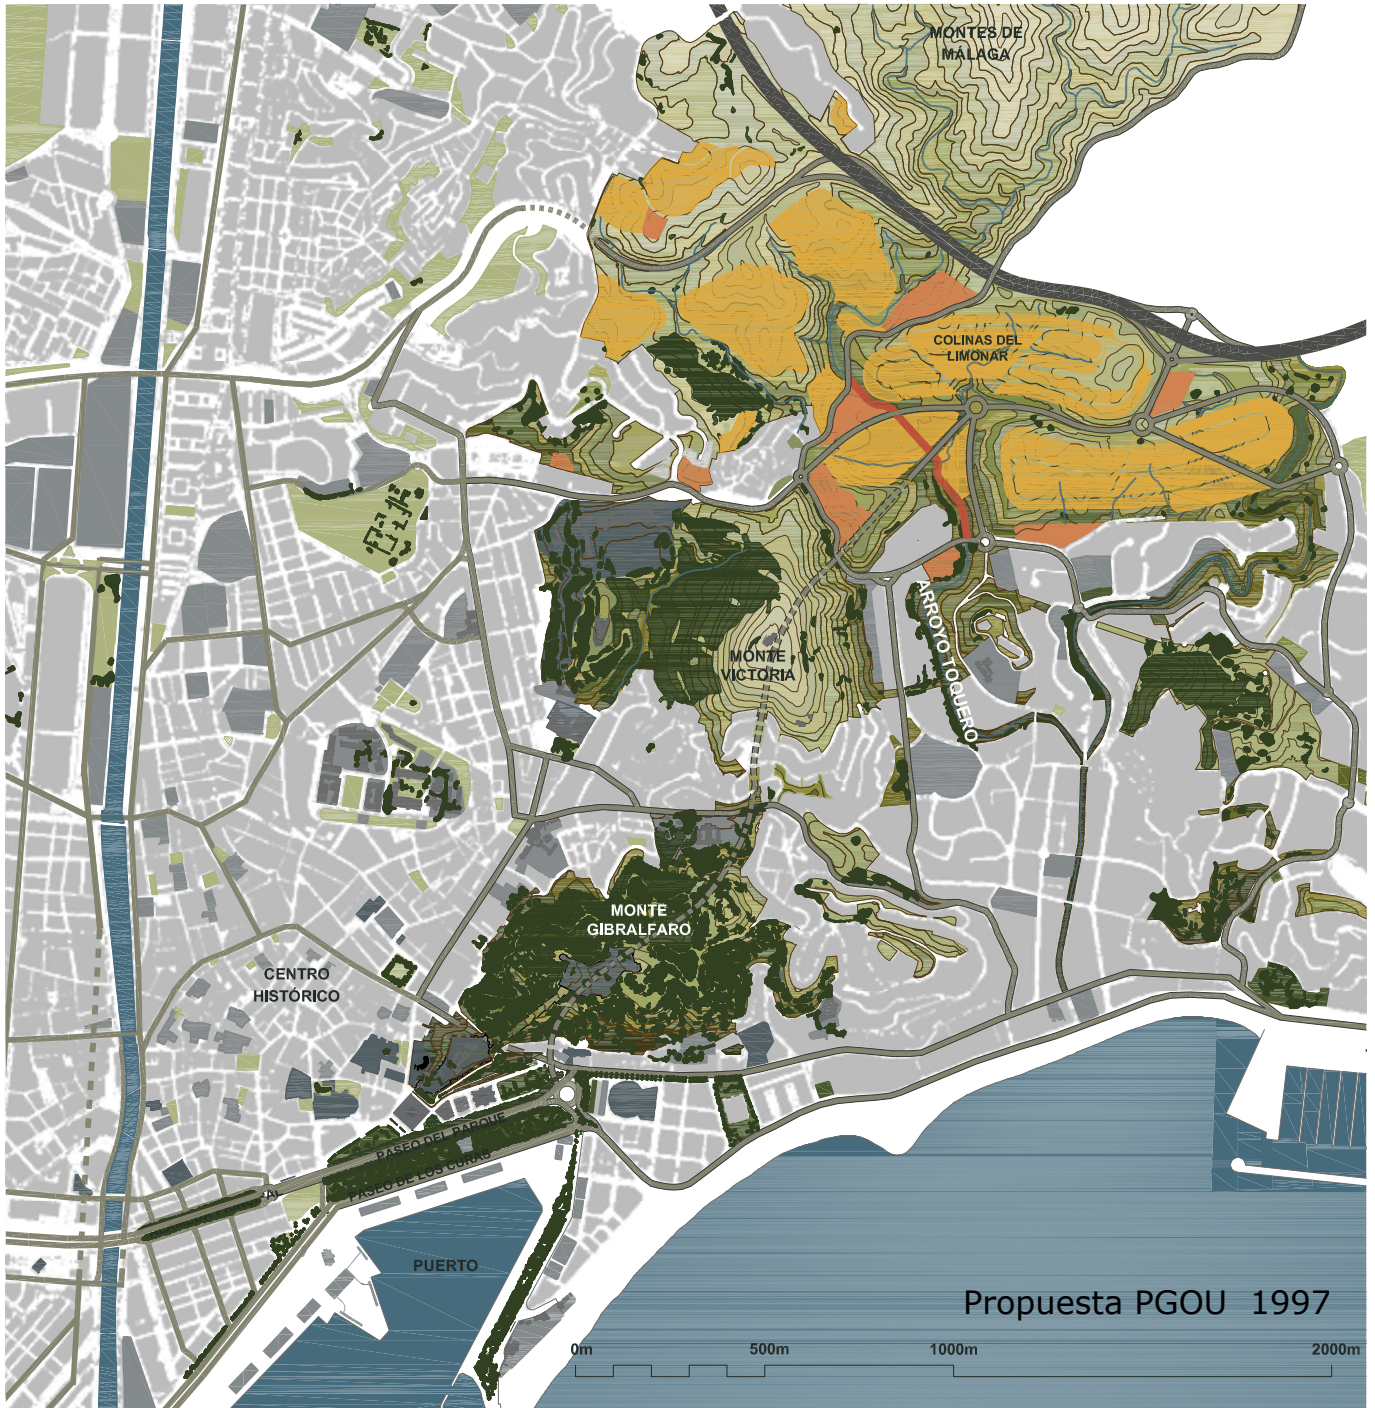 MONTES DE
MÁLAGA
COLINAS DEL
LIMONAR
ARROYO TOQUERO
MONTE
VICTORIA
MONTE
GIBRALFARO
CENTRO
HISTÓRICO
PASEO DEL PARQUE
PASEO DE LOS CURAS
PUERTO
Propuesta PGOU 1997
0m 500m 1000m 2000m